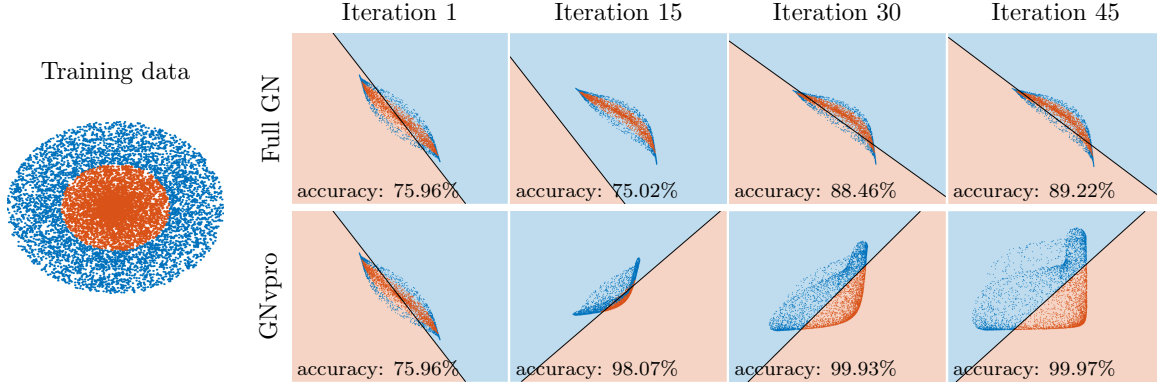 Iteration 1
Iteration 15
Iteration 30
Iteration 45
Training data
Full GN
accuracy: 75.96%
accuracy: 75.02%
accuracy: 88.46%
accuracy: 89.22%
GNvpro
accuracy: 75.96%
accuracy: 98.07%
accuracy: 99.93%
accuracy: 99.97%